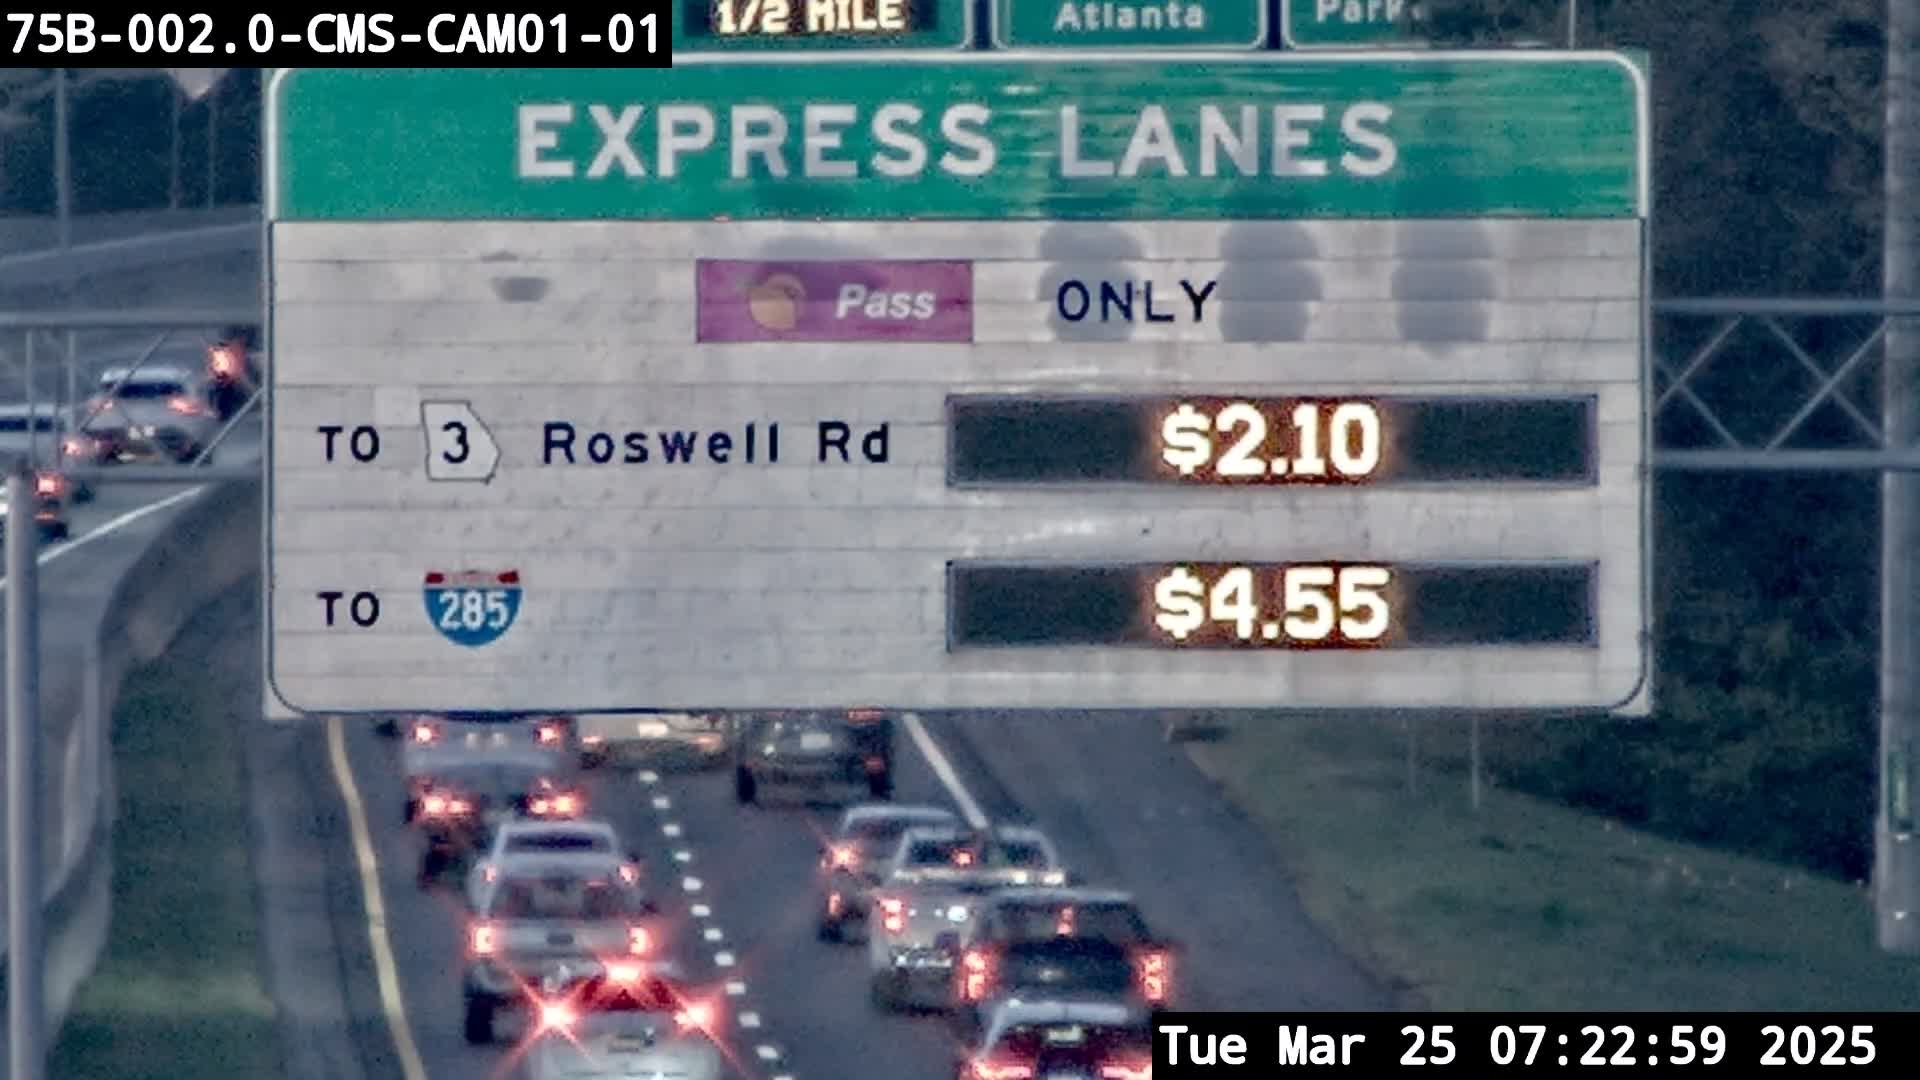 75B-002.0-CMS-CAM01-01
1/2 MILE
Atlanta
EXPRESS LANES
Pass ONLY
TO 3 Roswell Rd $2.10
TO 285 $4.55
Tue Mar 25 07:22:59 2025